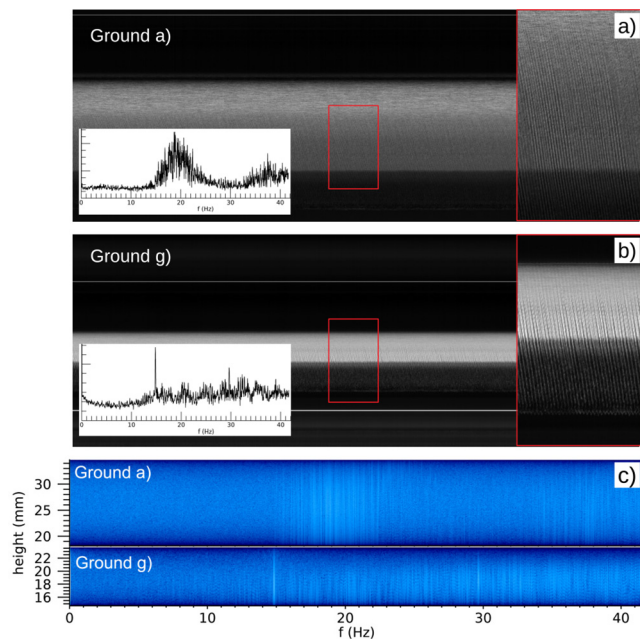 Ground a)
a)
0 10 20 30 40
f (Hz)
Ground g)
b)
0 10 20 30 40
f (Hz)
Ground a)
c)
height (mm)
30
25
20
Ground g)
22
20
18
16
0 10 20 30 40
f (Hz)